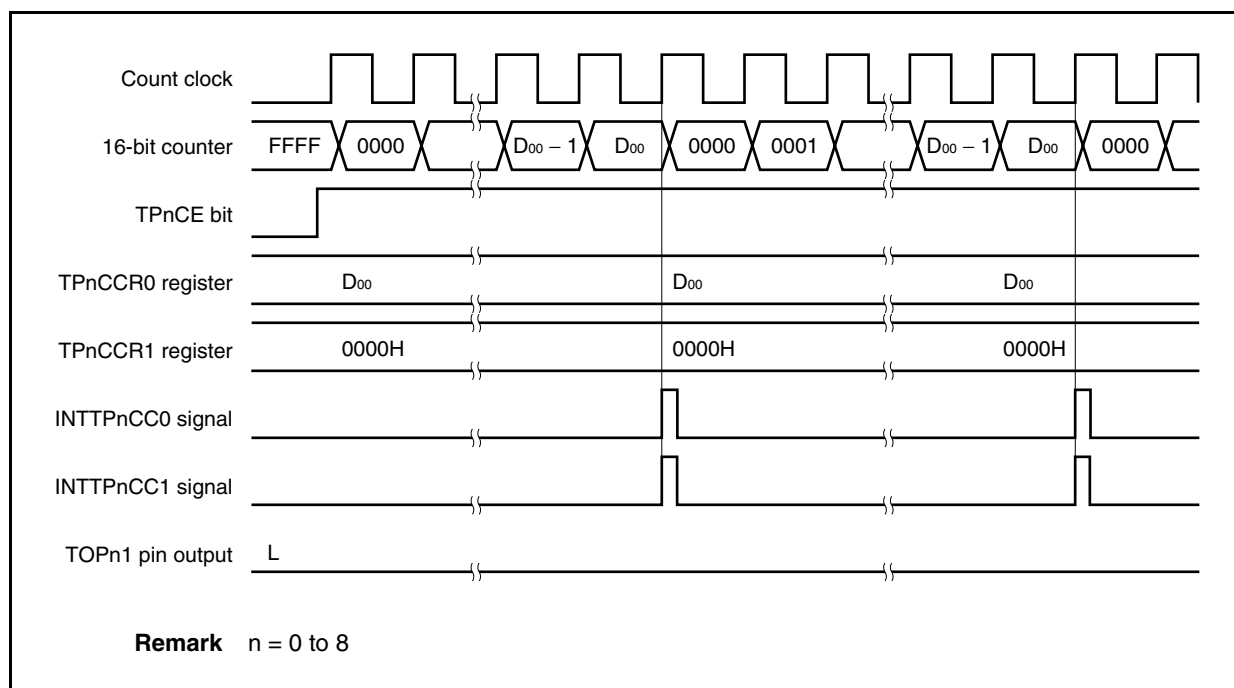 Count clock
16-bit counter FFFF 0000 D00 − 1 D00 0000 0001 D00 − 1 D00 0000
TPnCE bit
TPnCCR0 register D00 D00 D00
TPnCCR1 register 0000H 0000H 0000H
INTTPnCC0 signal
INTTPnCC1 signal
TOPn1 pin output L
Remark n = 0 to 8